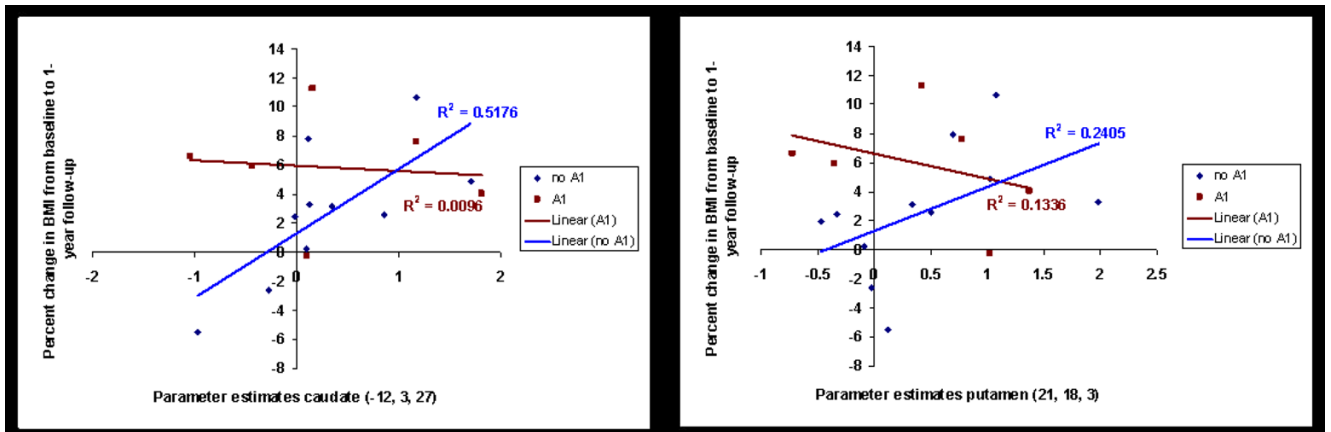 Percent change in BMI from baseline to 1-
year follow-up
14
12
10
8
6
4
2
0
-2
-4
-6
-8
-2
-1
0
1
2
R² = 0.5176
R² = 0.0096
no A1
A1
Linear (A1)
Linear (no A1)
Parameter estimates caudate (-12, 3, 27)
Percent change in BMI from baseline to 1-
year follow-up
14
12
10
8
6
4
2
0
-2
-4
-6
-8
-1
-0.5
0
0.5
1
1.5
2
2.5
R² = 0.2405
R² = 0.1336
no A1
A1
Linear (A1)
Linear (no A1)
Parameter estimates putamen (21, 18, 3)